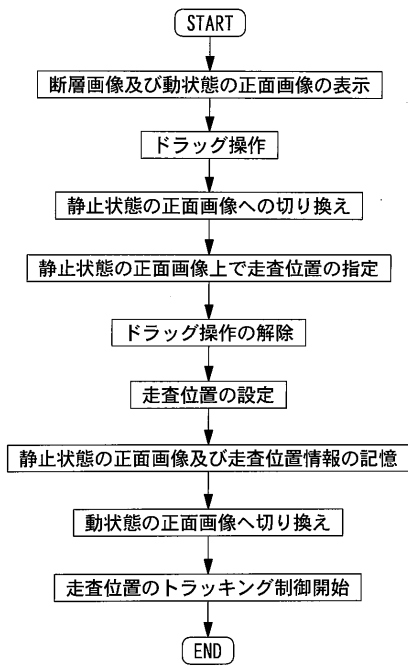 START
断層画像及び動状態の正面画像の表示
ドラッグ操作
静止状態の正面画像への切り換え
静止状態の正面画像上で走査位置の指定
ドラッグ操作の解除
走査位置の設定
静止状態の正面画像及び走査位置情報の記憶
動状態の正面画像へ切り換え
走査位置のトラッキング制御開始
END